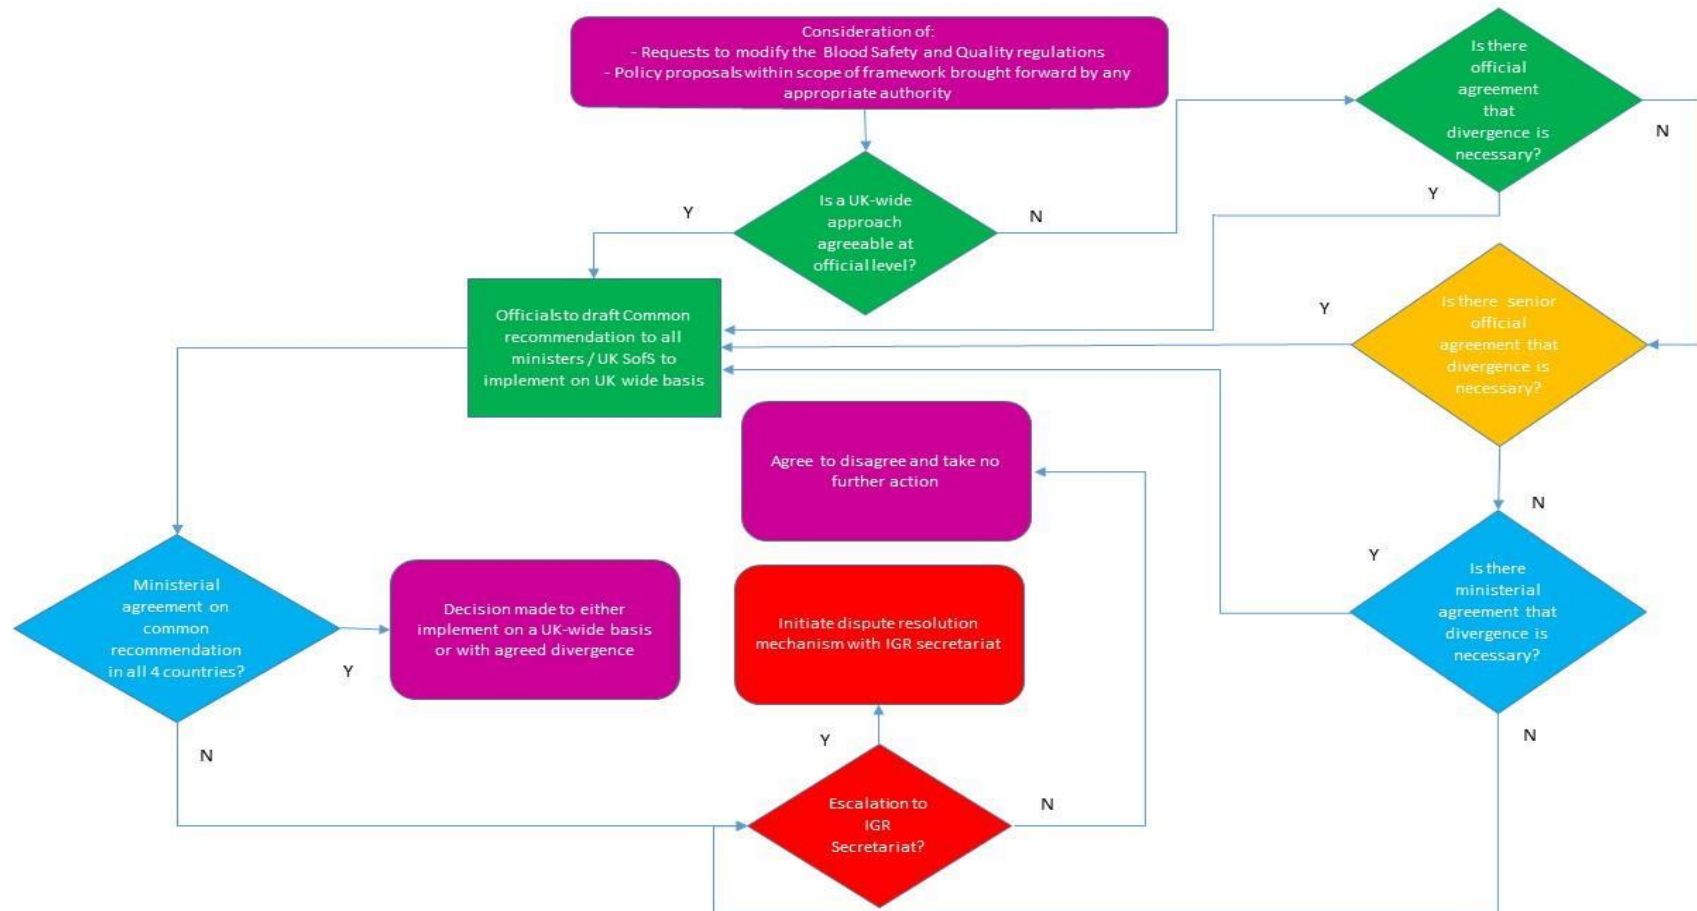 Consideration of:
- Requests to modify the Blood Safety and Quality regulations
- Policy proposals within scope of framework brought forward by any
appropriate authority
Is there
official
agreement
that
divergence is
necessary?
N
Y
Is a UK-wide
approach
agreeable at
official level?
Y
N
Officials to draft Common
recommendation to all
ministers / UK SofS to
implement on UK wide basis
Is there senior
official
agreement that
divergence is
necessary?
Y
N
Agree to disagree and take no
further action
Is there
ministerial
agreement that
divergence is
necessary?
Y
N
Ministerial
agreement on
common
recommendation
in all 4 countries?
Y
N
Decision made to either
implement on a UK-wide basis
or with agreed divergence
Initiate dispute resolution
mechanism with IGR secretariat
Y
Escalation to
IGR
Secretariat?
N